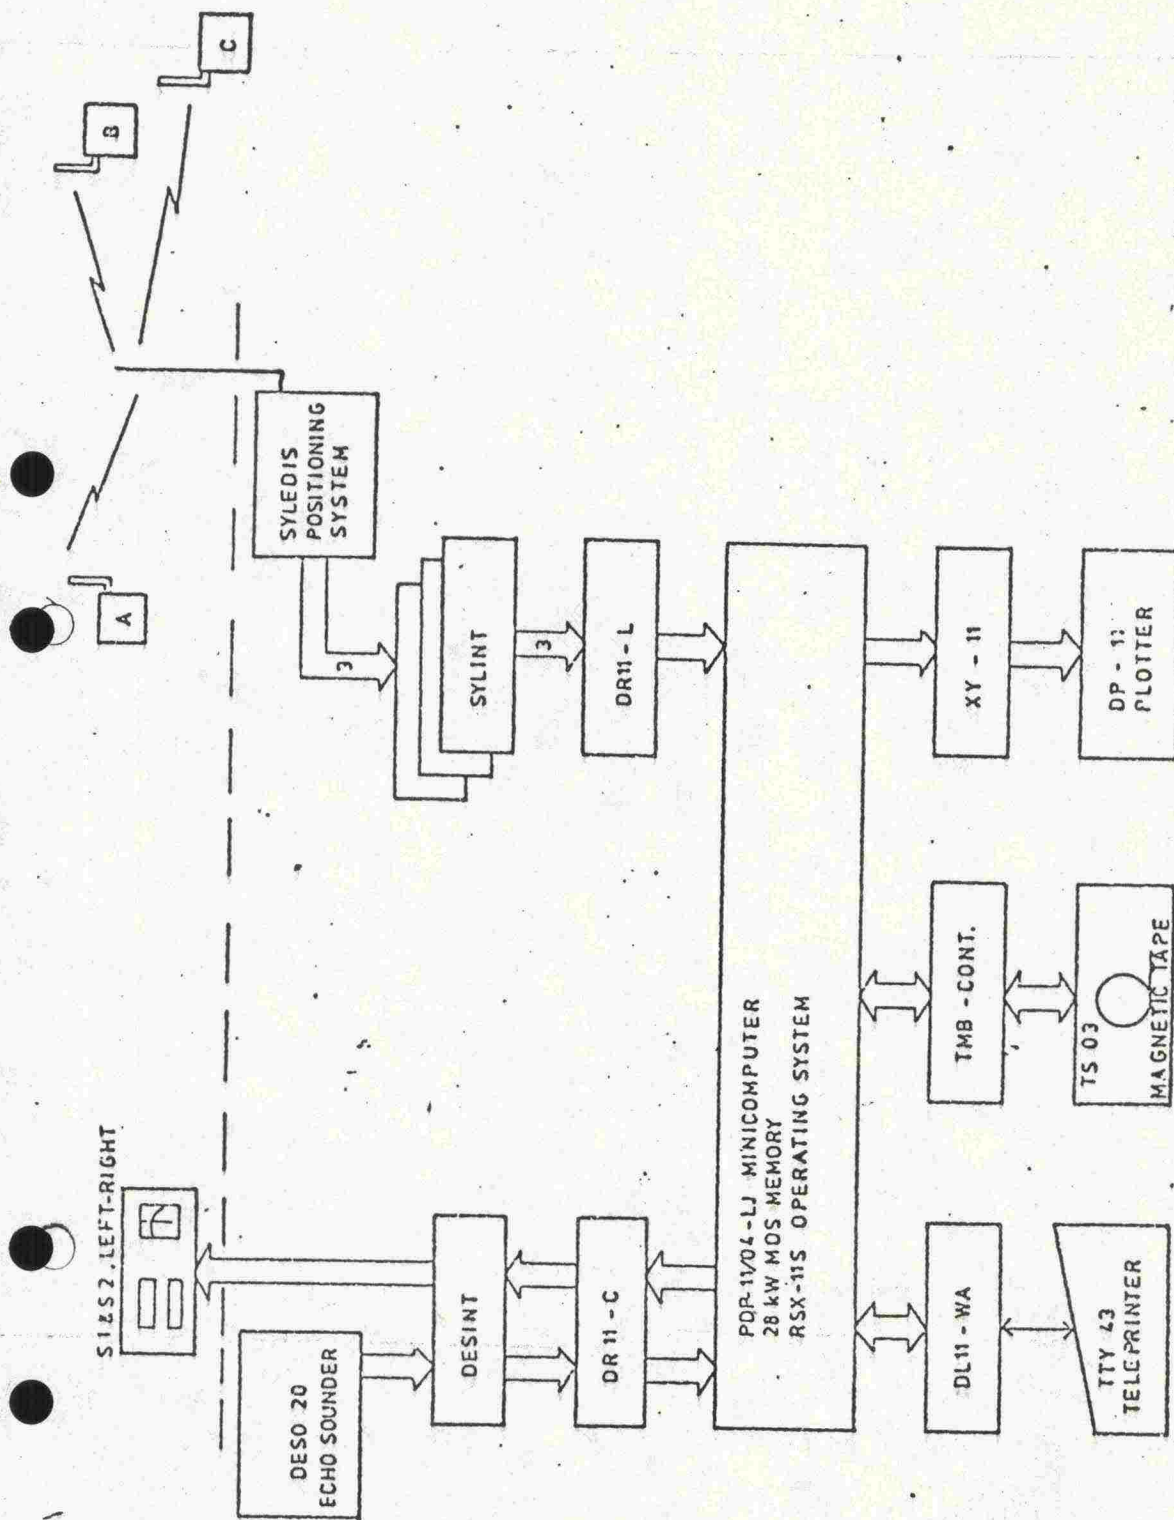 S1&S2, LEFT-RIGHT
A
B
C
DESO 20
ECHO SOUNDER
SYLEDIS
POSITIONING
SYSTEM
3
DESINT
SYLINT
3
DR11-C
DR11-L
PDP-11/04-LJ MINICOMPUTER
28 kW MOS MEMORY
RSX-11S OPERATING SYSTEM
DL11-WA
TMB-CONT.
XY-11
TTY 43
TELEPRINTER
TS 03
MAGNETIC TAPE
DP-11
PLOTTER